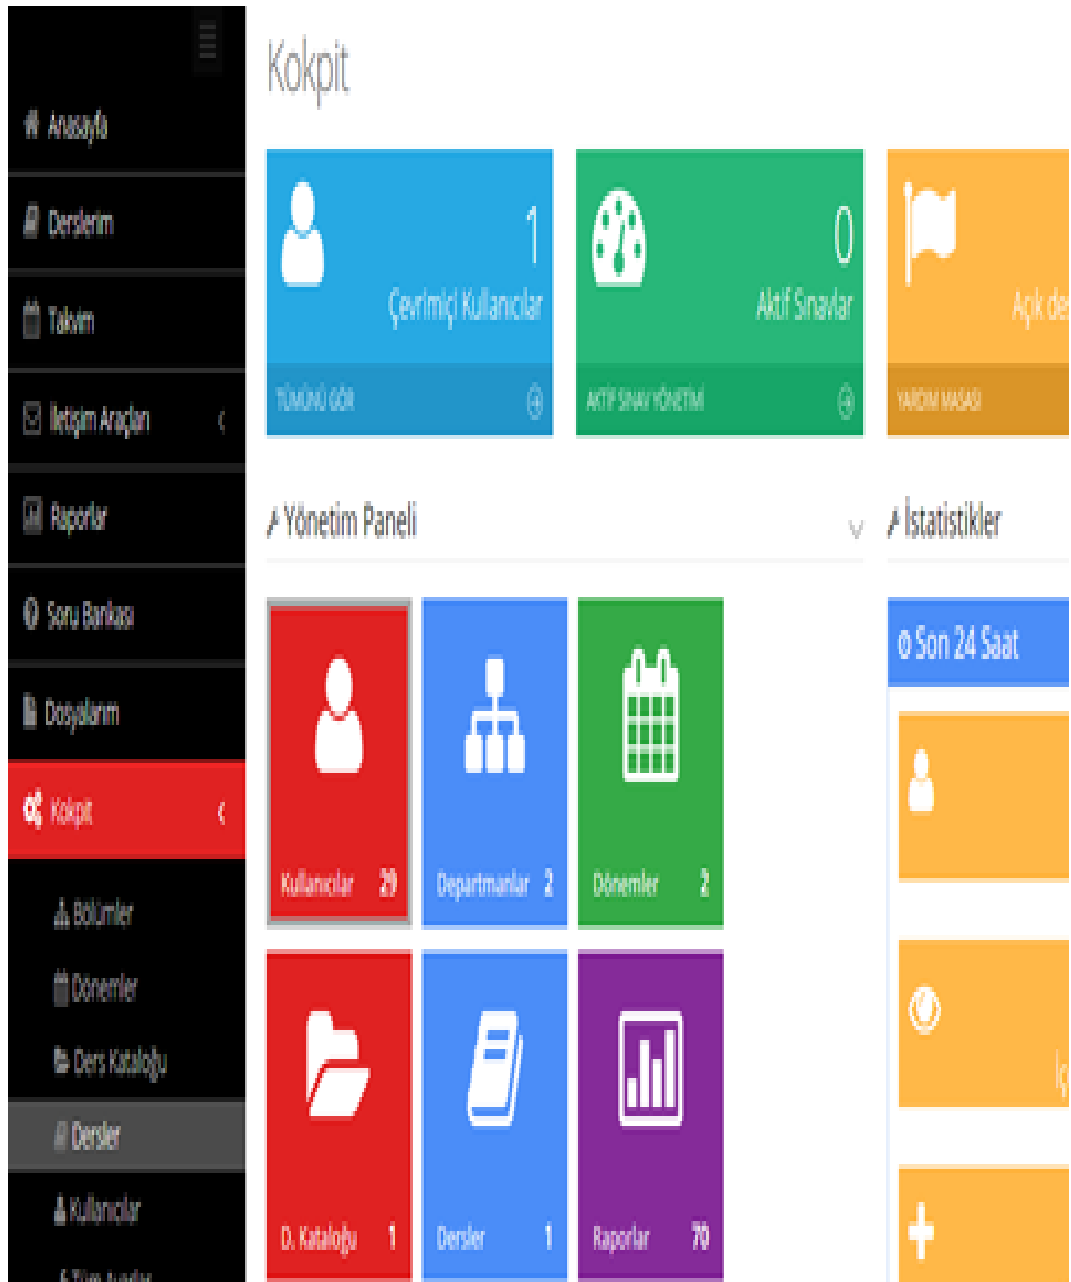 Kokpit
Anasayfa
Derslerim
Takvim
İletişim Araçları
Raporlar
Soru Bankası
Dosyalarım
Kokpit
Bölümler
Dönemler
Ders Kataloğu
Dersler
Kullanıcılar
1
Çevrimiçi Kullanıcılar
TÜMÜNÜ GÖR
0
Aktif Sınavlar
AKTİF SINAV YÖNETİMİ
Açık des
YARDIM MASASI
Yönetim Paneli
Kullanıcılar 29
Departmanlar 2
Dönemler 2
D. Kataloğu 1
Dersler 1
Raporlar 70
İstatistikler
Son 24 Saat
İç